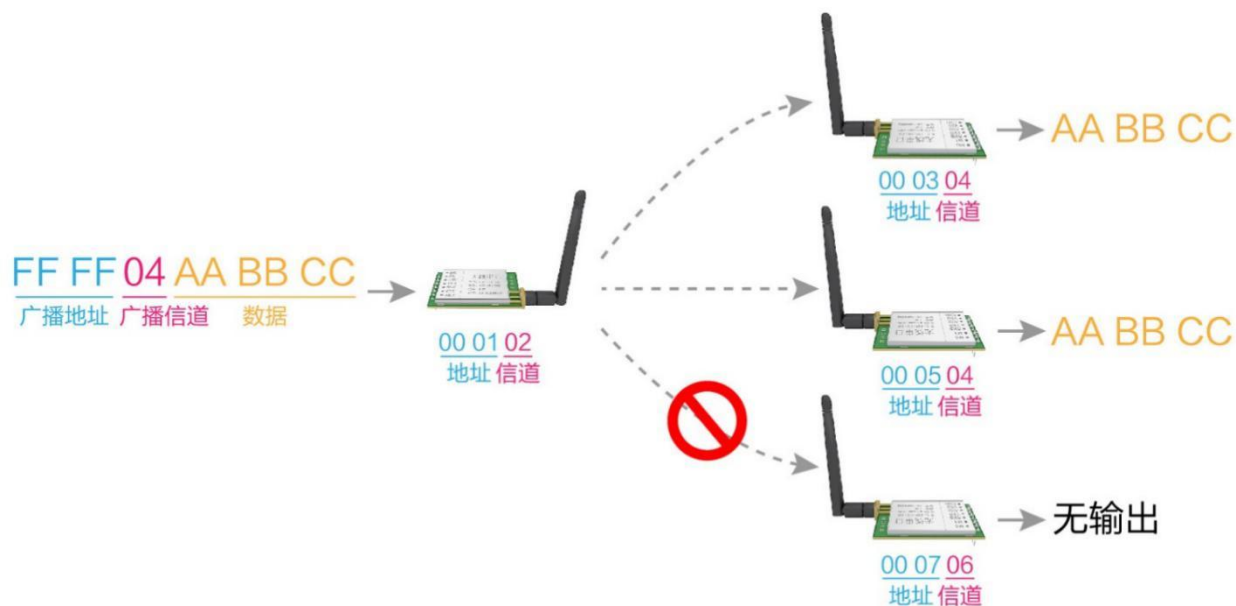 AA BB CC
00 03 04
地址 信道
FF FF 04 AA BB CC
广播地址 广播信道 数据
00 01 02
地址 信道
AA BB CC
00 05 04
地址 信道
无输出
00 07 06
地址 信道